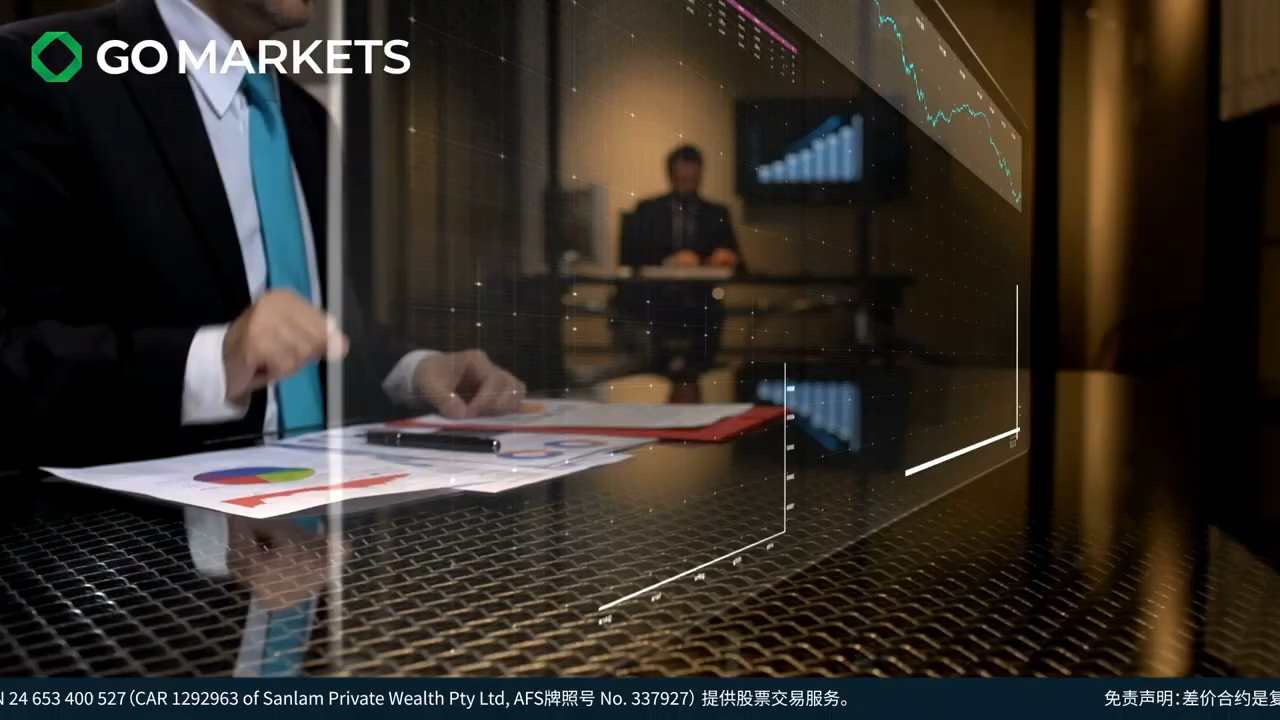 GO MARKETS
24 653 400 527 (CAR 1292963 of Sanlam Private Wealth Pty Ltd, AFS牌照号 No. 337927) 提供股票交易服务。 免责声明:差价合约是